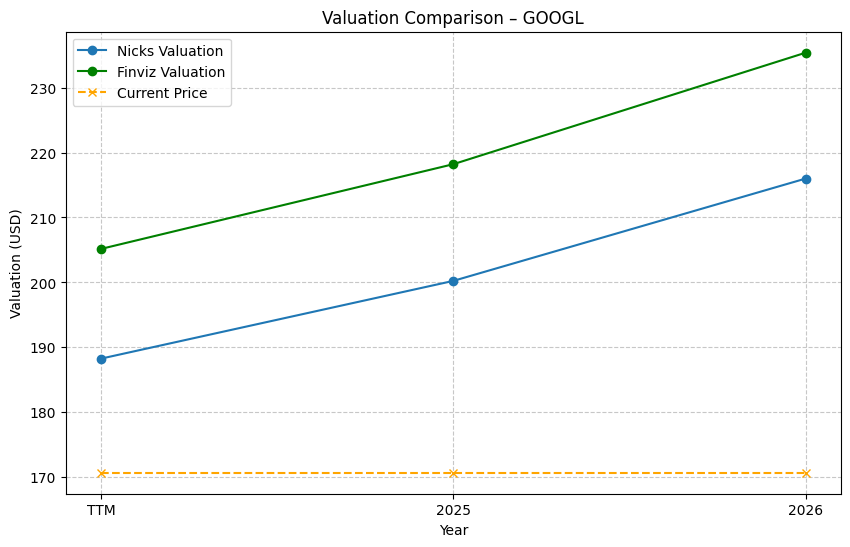 Valuation Comparison – GOOGL
Nicks Valuation
Finviz Valuation
Current Price
Valuation (USD)
230
220
210
200
190
180
170
TTM
2025
2026
Year